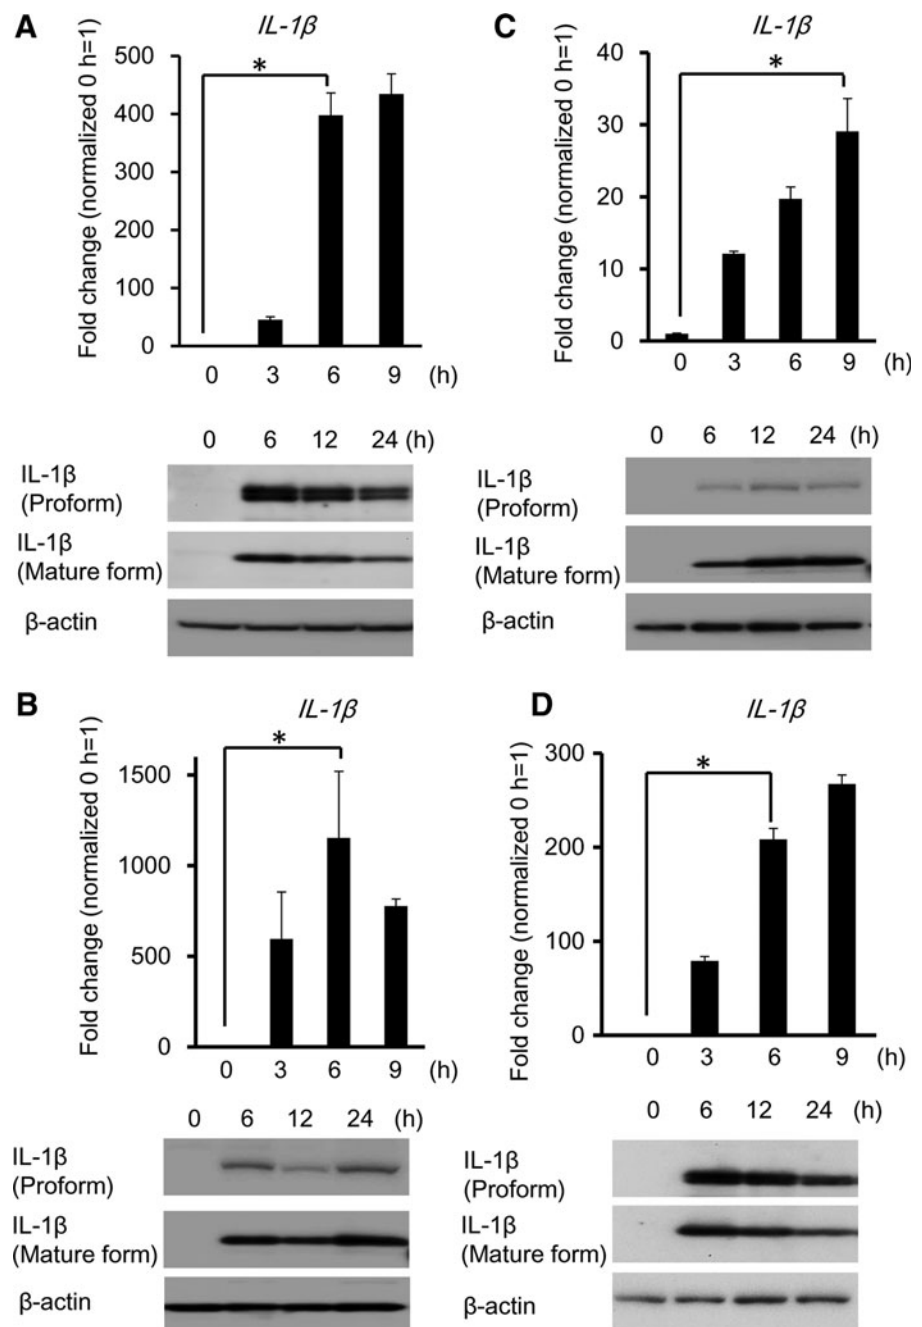 A
IL-1β
Fold change (normalized 0 h=1)
500
400
300
200
100
0
*
0 3 6 9 (h)
0 6 12 24 (h)
IL-1β
(Proform)
IL-1β
(Mature form)
β-actin
C
IL-1β
Fold change (normalized 0 h=1)
40
30
20
10
0
*
0 3 6 9 (h)
0 6 12 24 (h)
IL-1β
(Proform)
IL-1β
(Mature form)
β-actin
B
IL-1β
Fold change (normalized 0 h=1)
1500
1000
500
0
*
0 3 6 9 (h)
0 6 12 24 (h)
IL-1β
(Proform)
IL-1β
(Mature form)
β-actin
D
IL-1β
Fold change (normalized 0 h=1)
300
200
100
0
*
0 3 6 9 (h)
0 6 12 24 (h)
IL-1β
(Proform)
IL-1β
(Mature form)
β-actin